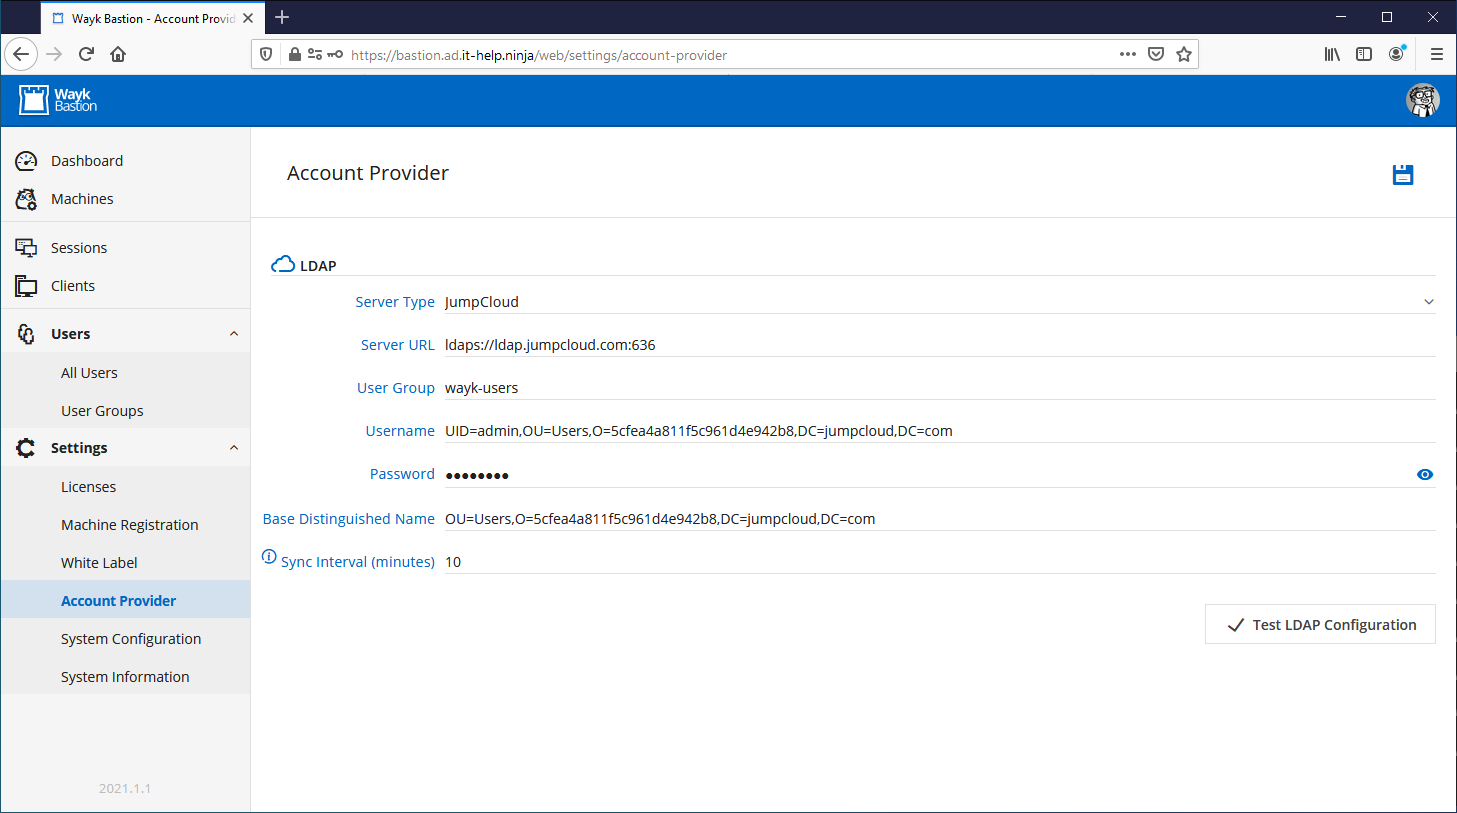 Wayk Bastion - Account Provid
https://bastion.ad.it-help.ninja/web/settings/account-provider
Wayk
Bastion
Dashboard
Machines
Sessions
Clients
Users
All Users
User Groups
Settings
Licenses
Machine Registration
White Label
Account Provider
System Configuration
System Information
2021.1.1
Account Provider
LDAP
Server Type JumpCloud
Server URL ldaps://ldap.jumpcloud.com:636
User Group wayk-users
Username UID=admin,OU=Users,O=5cfea4a811f5c961d4e942b8,DC=jumpcloud,DC=com
Password ●●●●●●●●
Base Distinguished Name OU=Users,O=5cfea4a811f5c961d4e942b8,DC=jumpcloud,DC=com
Sync Interval (minutes) 10
Test LDAP Configuration